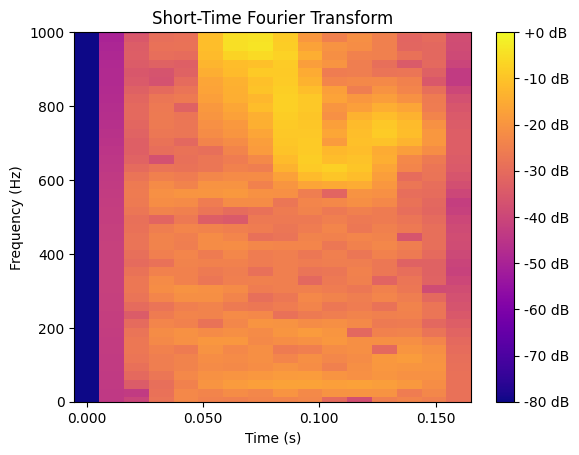 Short-Time Fourier Transform
1000
800
600
400
200
0
Frequency (Hz)
0.000
0.050
0.100
0.150
Time (s)
+0 dB
-10 dB
-20 dB
-30 dB
-40 dB
-50 dB
-60 dB
-70 dB
-80 dB